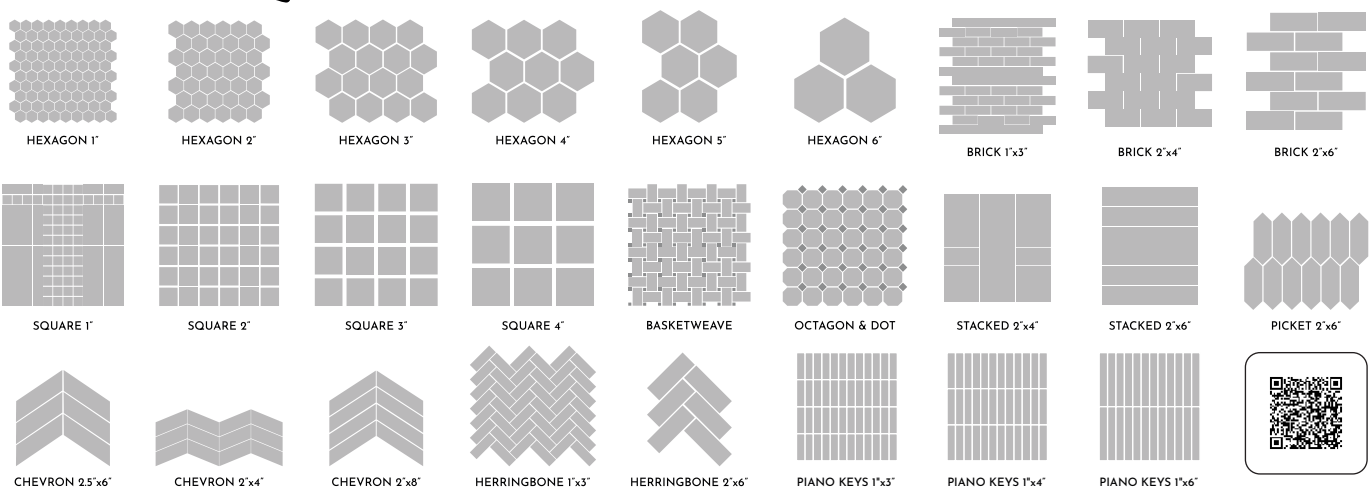 HEXAGON 1"
HEXAGON 2"
HEXAGON 3"
HEXAGON 4"
HEXAGON 5"
HEXAGON 6"
BRICK 1"x3"
BRICK 2"x4"
BRICK 2"x6"
SQUARE 1"
SQUARE 2"
SQUARE 3"
SQUARE 4"
BASKETWEAVE
OCTAGON & DOT
STACKED 2"x4"
STACKED 2"x6"
PICKET 2"x6"
CHEVRON 2.5"x6"
CHEVRON 2"x4"
CHEVRON 2"x8"
HERRINGBONE 1"x3"
HERRINGBONE 2"x6"
PIANO KEYS 1"x3"
PIANO KEYS 1"x4"
PIANO KEYS 1"x6"